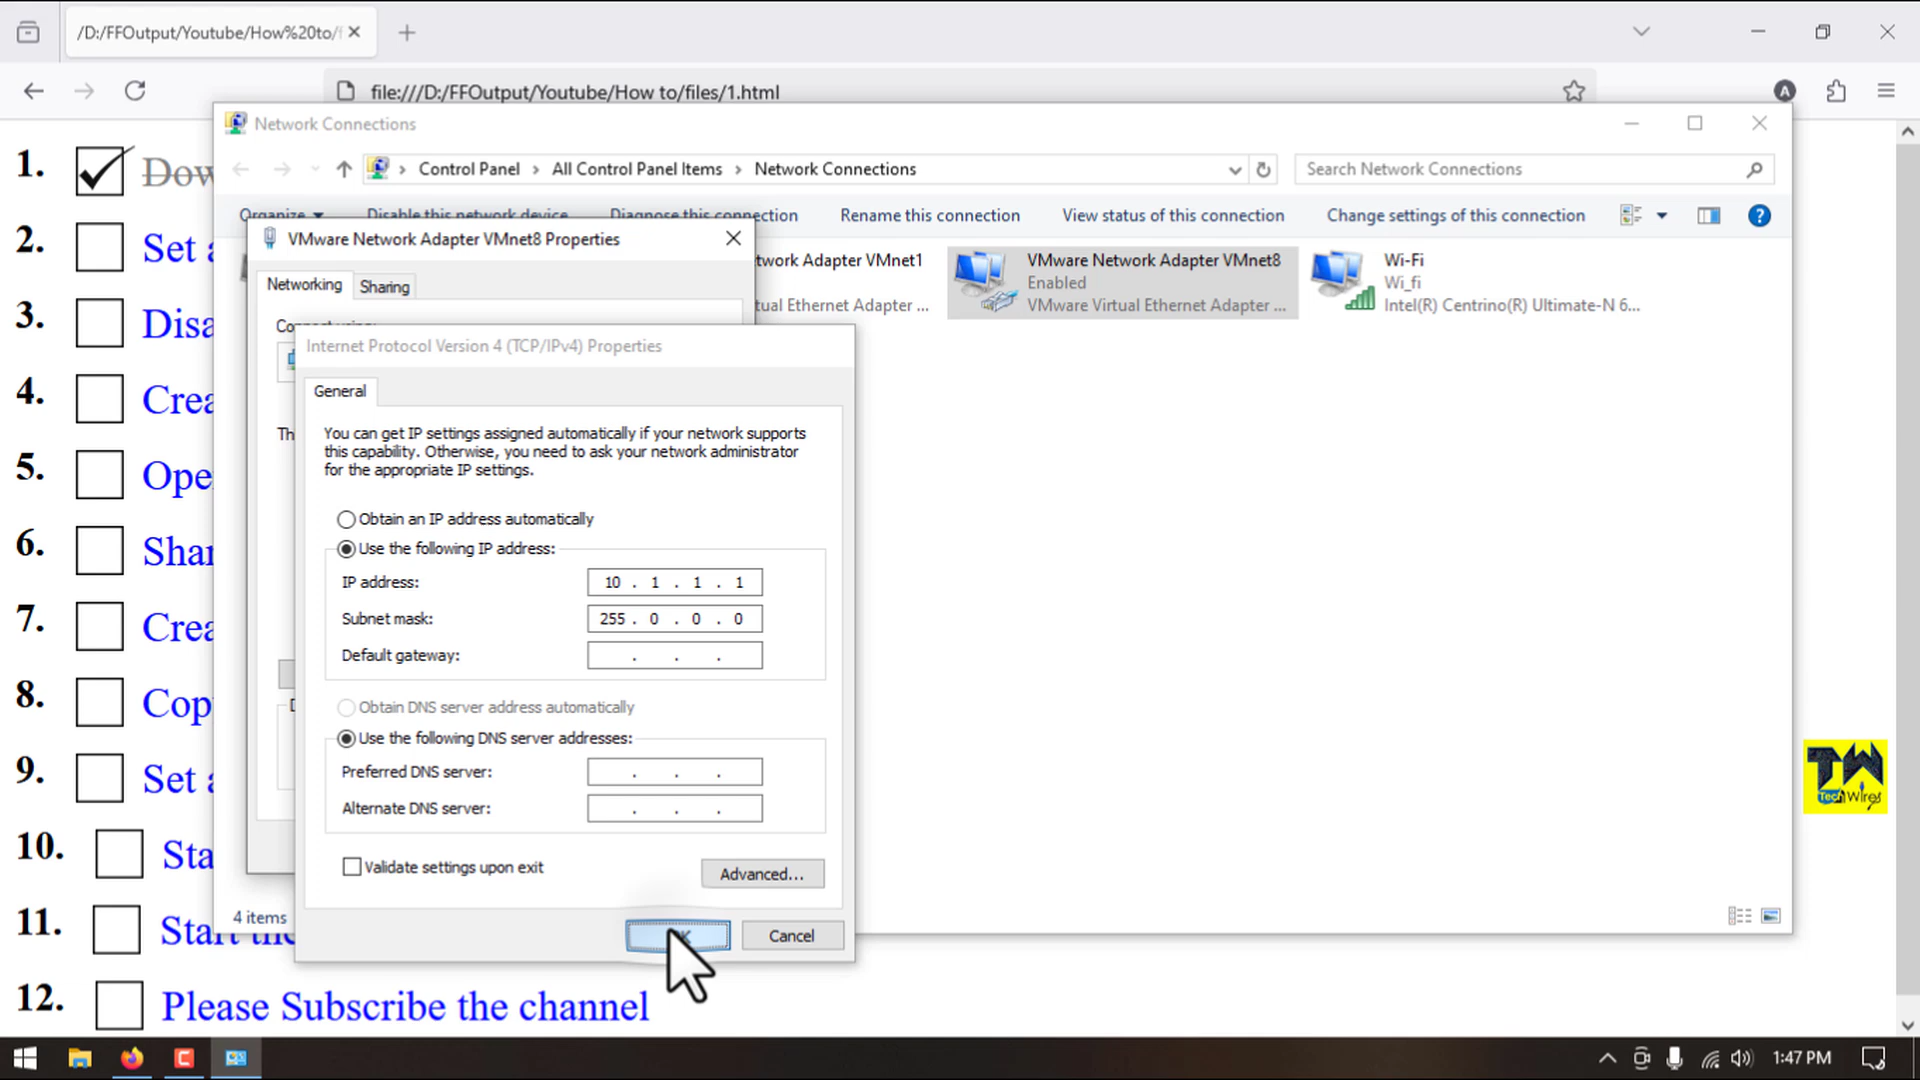 /D:/FFOutput/Youtube/How%20to/f
file:///D:/FFOutput/Youtube/How to/files/1.html
A
Network Connections
Control Panel > All Control Panel Items > Network Connections
Search Network Connections
Organize
Disable this network device
Diagnose this connection
Rename this connection
View status of this connection
Change settings of this connection
twork Adapter VMnet1
tual Ethernet Adapter ...
VMware Network Adapter VMnet8
Enabled
VMware Virtual Ethernet Adapter ...
Wi-Fi
Wi_fi
Intel(R) Centrino(R) Ultimate-N 6...
VMware Network Adapter VMnet8 Properties
Networking
Sharing
Internet Protocol Version 4 (TCP/IPv4) Properties
General
You can get IP settings assigned automatically if your network supports
this capability. Otherwise, you need to ask your network administrator
for the appropriate IP settings.
Obtain an IP address automatically
Use the following IP address:
IP address: 10 . 1 . 1 . 1
Subnet mask: 255 . 0 . 0 . 0
Default gateway: . . .
Obtain DNS server address automatically
Use the following DNS server addresses:
Preferred DNS server: . . .
Alternate DNS server: . . .
Validate settings upon exit
Advanced...
Cancel
4 items
1. Dow
2. Set a
3. Disa
4. Crea
5. Ope
6. Shar
7. Crea
8. Cop
9. Set a
10. Sta
11. Start the
12. Please Subscribe the channel
TW
Tech Wires
1:47 PM